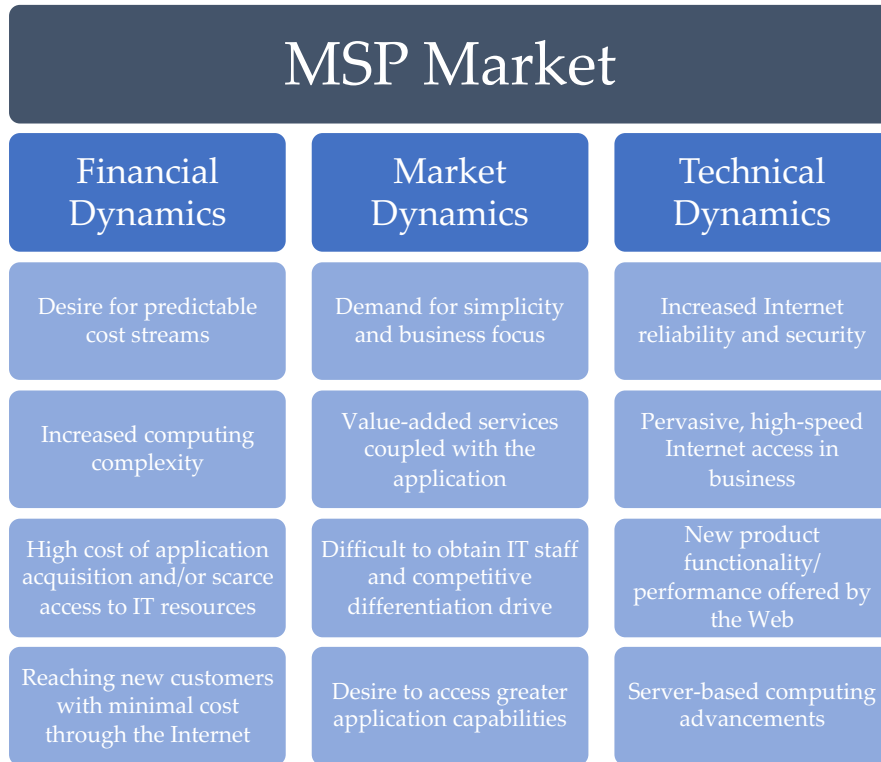 MSP Market
Financial
Dynamics
Desire for predictable
cost streams
Increased computing
complexity
High cost of application
acquisition and/or scarce
access to IT resources
Reaching new customers
with minimal cost
through the Internet
Market
Dynamics
Demand for simplicity
and business focus
Value-added services
coupled with the
application
Difficult to obtain IT staff
and competitive
differentiation drive
Desire to access greater
application capabilities
Technical
Dynamics
Increased Internet
reliability and security
Pervasive, high-speed
Internet access in
business
New product
functionality/
performance offered by
the Web
Server-based computing
advancements